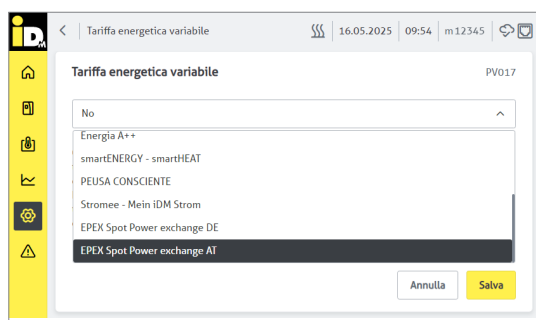 iDM
Tariffa energetica variabile
16.05.2025
09:54
m12345
Tariffa energetica variabile
PV017
No
Energia A++
smartENERGY - smartHEAT
PEUSA CONSCIENTE
Stromee - Mein iDM Strom
EPEX Spot Power exchange DE
EPEX Spot Power exchange AT
Annulla
Salva